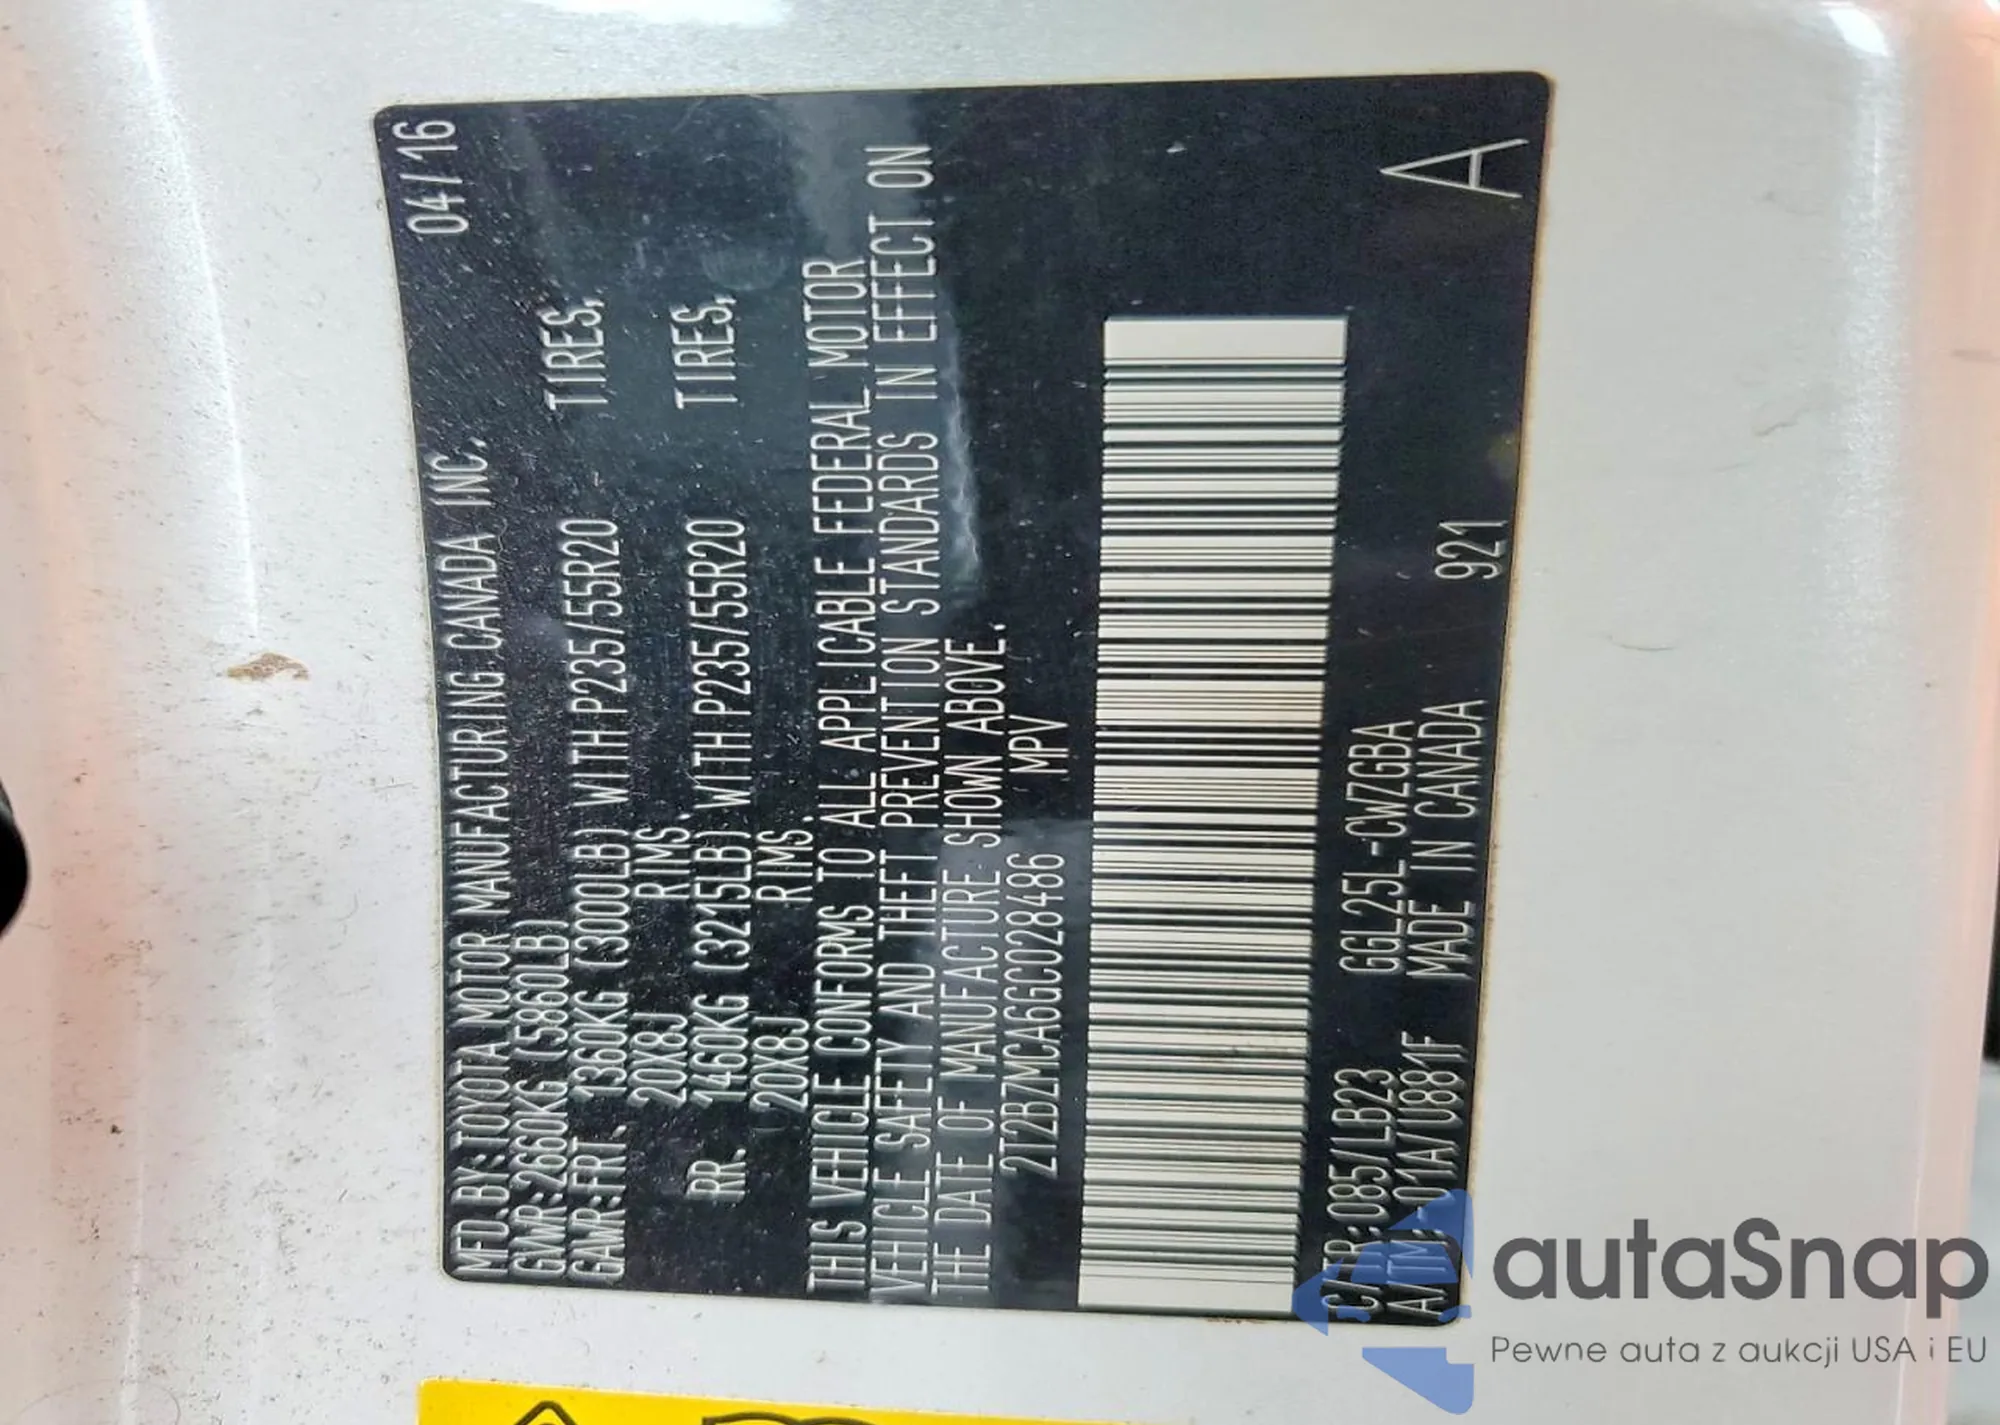 MFD.BY:TOYOTA MOTOR MANUFACTURING CANADA INC. 04/16
GVWR:2660KG (5860LB)
GAWR:FRT. 1360KG (3000LB) WITH P235/55R20 TIRES,
20X8J RIMS.
RR. 1460KG (3215LB) WITH P235/55R20 TIRES,
20X8J RIMS.
THIS VEHICLE CONFORMS TO ALL APPLICABLE FEDERAL MOTOR
VEHICLE SAFETY AND THEFT PREVENTION STANDARDS IN EFFECT ON
THE DATE OF MANUFACTURE SHOWN ABOVE.
2T2BZMCA6GC028486 MPV
C/TR:085/LB23 GGL25L-CWZGBA
A/TM:-01A/U881F MADE IN CANADA 921
A
autaSnap
Pewne auta z aukcji USA i EU